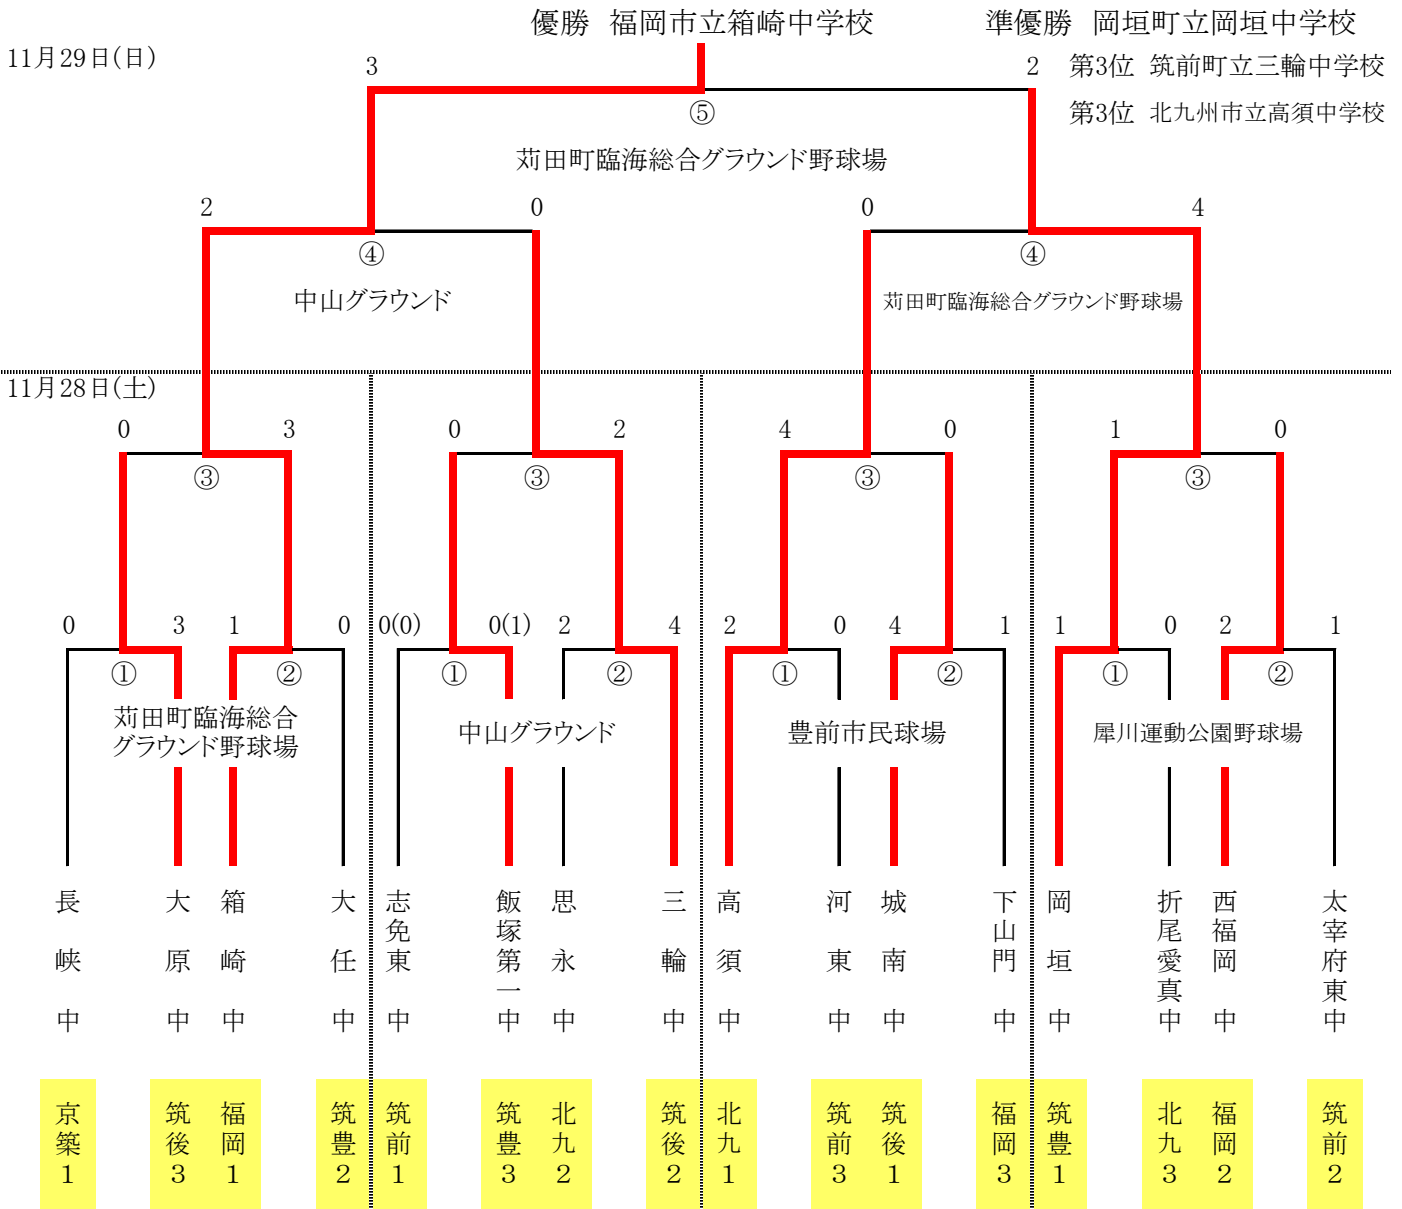 優勝 福岡市立箱崎中学校 準優勝 岡垣町立岡垣中学校
11月29日(日) 3 2 第3位 筑前町立三輪中学校
⑤ 第3位 北九州市立高須中学校
苅田町臨海総合グラウンド野球場
2 0 0 4
④ ④
中山グラウンド 苅田町臨海総合グラウンド野球場
11月28日(土)
0 3 0 2 4 0 1 0
③ ③ ③ ③
0 3 1 0 0(0) 0(1) 2 4 2 0 4 1 1 0 2 1
① ② ① ② ① ② ① ②
苅田町臨海総合
グラウンド野球場
中山グラウンド
豊前市民球場
犀川運動公園野球場
長峡中
大原中
箱崎中
大任中
志免東中
飯塚第一中
思永中
三輪中
高須中
河東中
城南中
下山門中
岡垣中
折尾愛真中
西福岡中
太宰府東中
京築1
筑後3
福岡1
筑豊2
筑前1
筑豊3
北九2
筑後2
北九1
筑前3
筑後1
福岡3
筑豊1
北九3
福岡2
筑前2